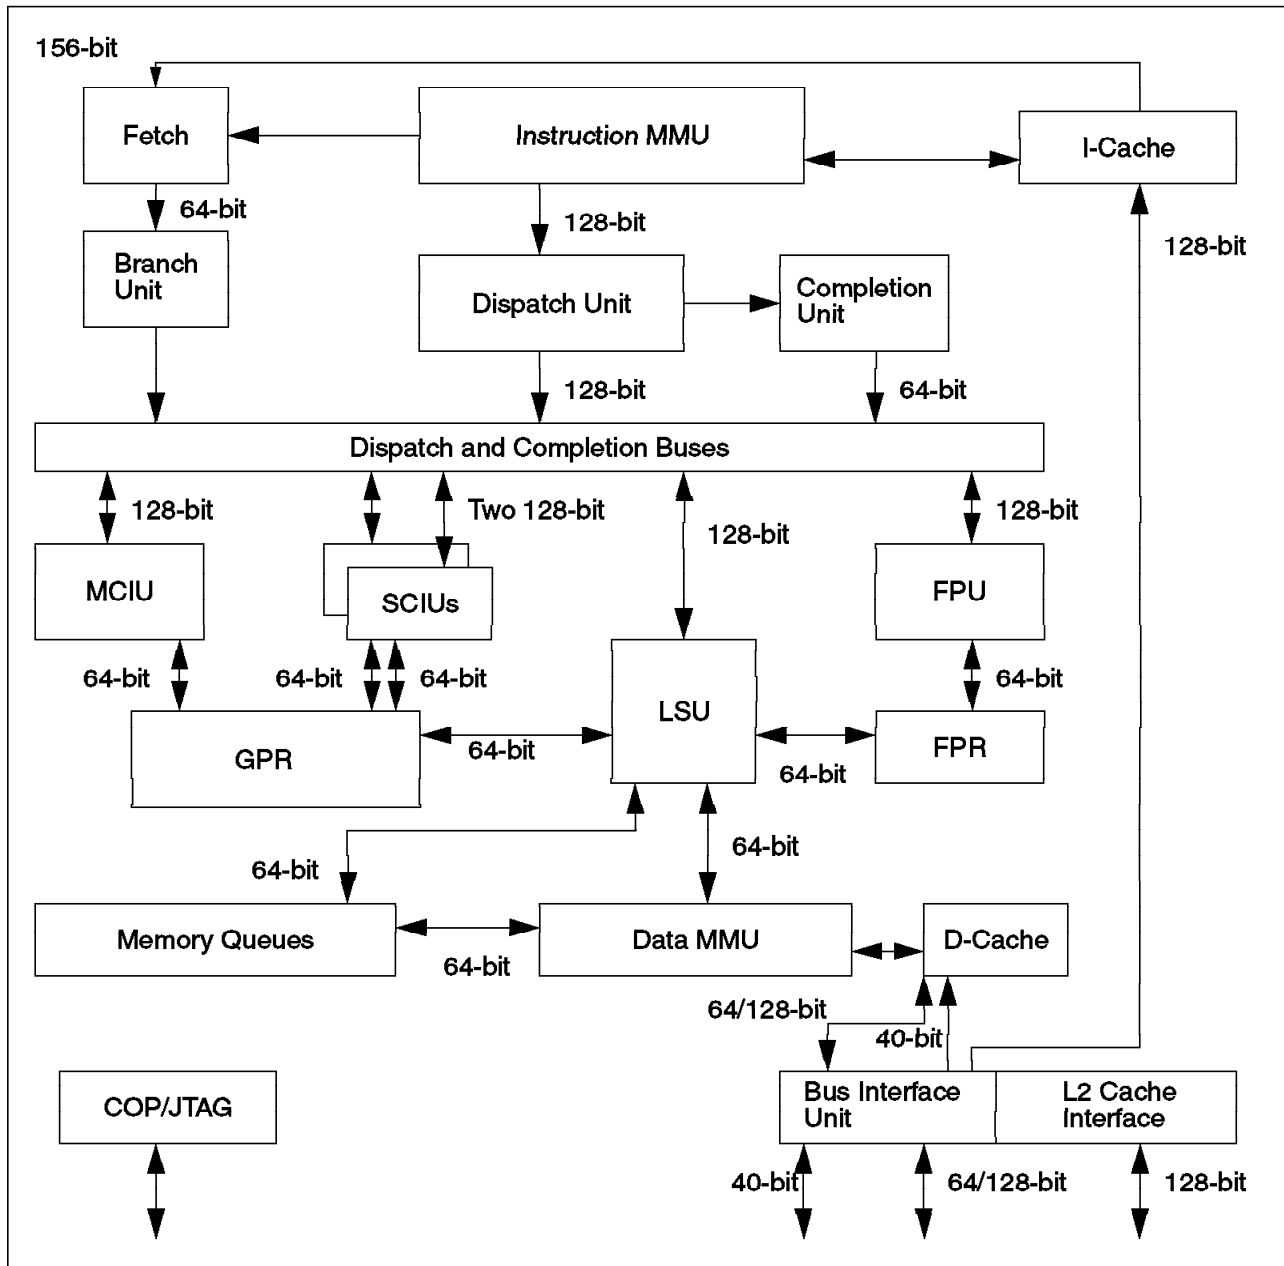 156-bit
Fetch
Instruction MMU
I-Cache
64-bit
128-bit
128-bit
Branch
Unit
Dispatch Unit
Completion
Unit
128-bit
64-bit
Dispatch and Completion Buses
128-bit
Two 128-bit
128-bit
128-bit
MCIU
SCIUs
FPU
64-bit
64-bit
64-bit
64-bit
LSU
GPR
64-bit
FPR
64-bit
64-bit
64-bit
Memory Queues
Data MMU
D-Cache
64-bit
64/128-bit
40-bit
COP/JTAG
Bus Interface
Unit
L2 Cache
Interface
40-bit
64/128-bit
128-bit